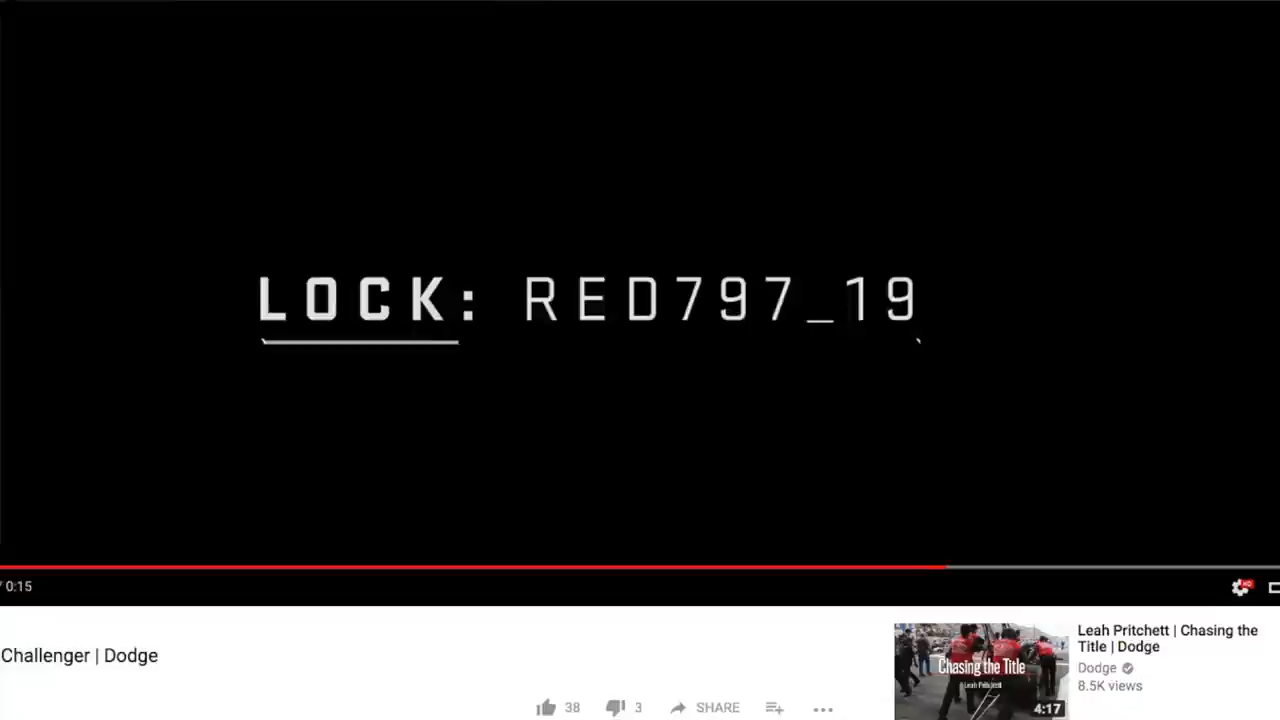 LOCK: RED797_19
/ 0:15
HD
Challenger | Dodge
38
3
SHARE
Chasing the Title
Leah Pritchett
4:17
Leah Pritchett | Chasing the
Title | Dodge
Dodge
8.5K views